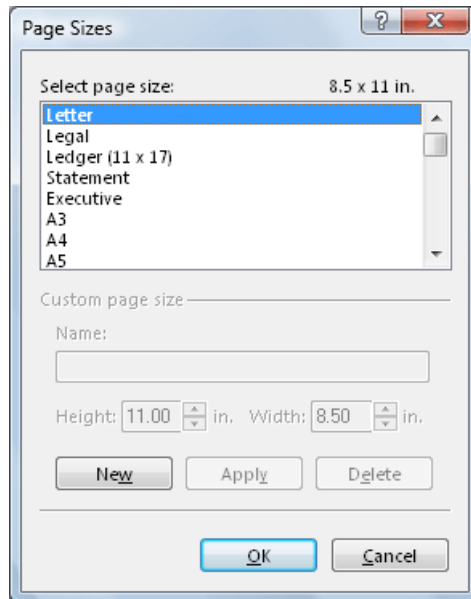 Page Sizes
Select page size: 8.5 x 11 in.
Letter
Legal
Ledger (11 x 17)
Statement
Executive
A3
A4
A5
Custom page size
Name:
Height: 11.00 in. Width: 8.50 in.
New Apply Delete
OK Cancel